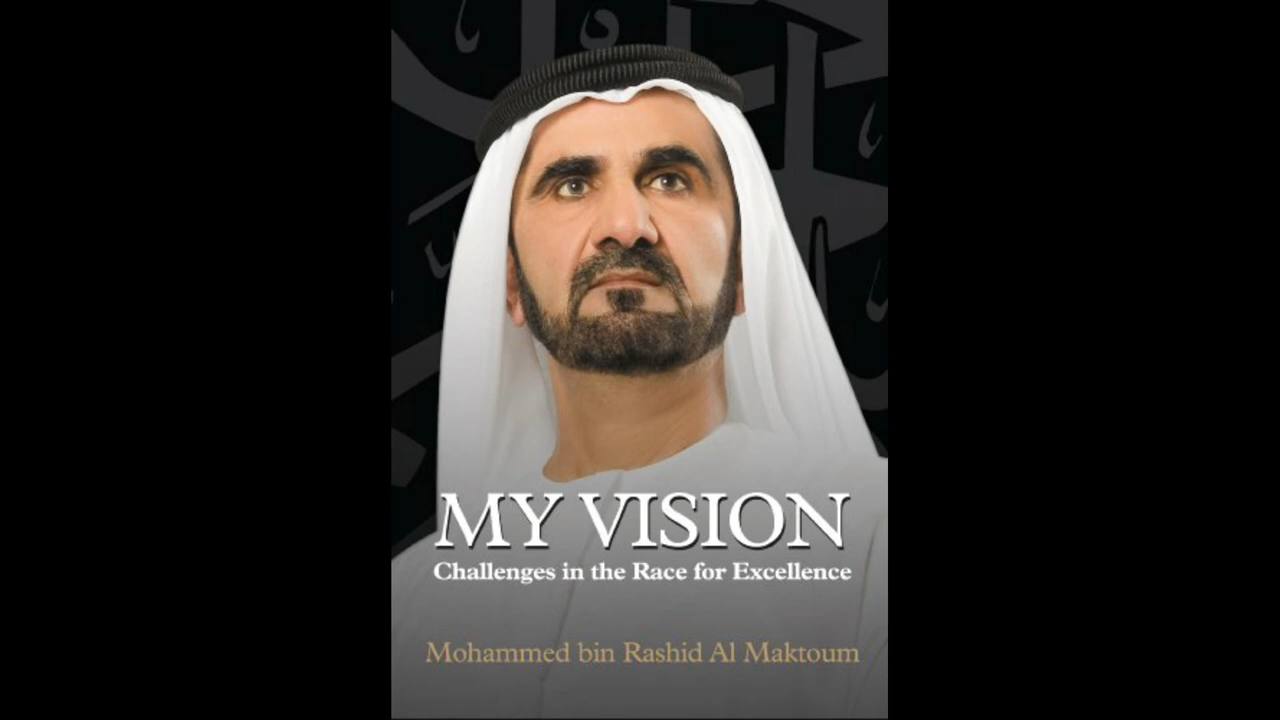 MY VISION
Challenges in the Race for Excellence
Mohammed bin Rashid Al Maktoum